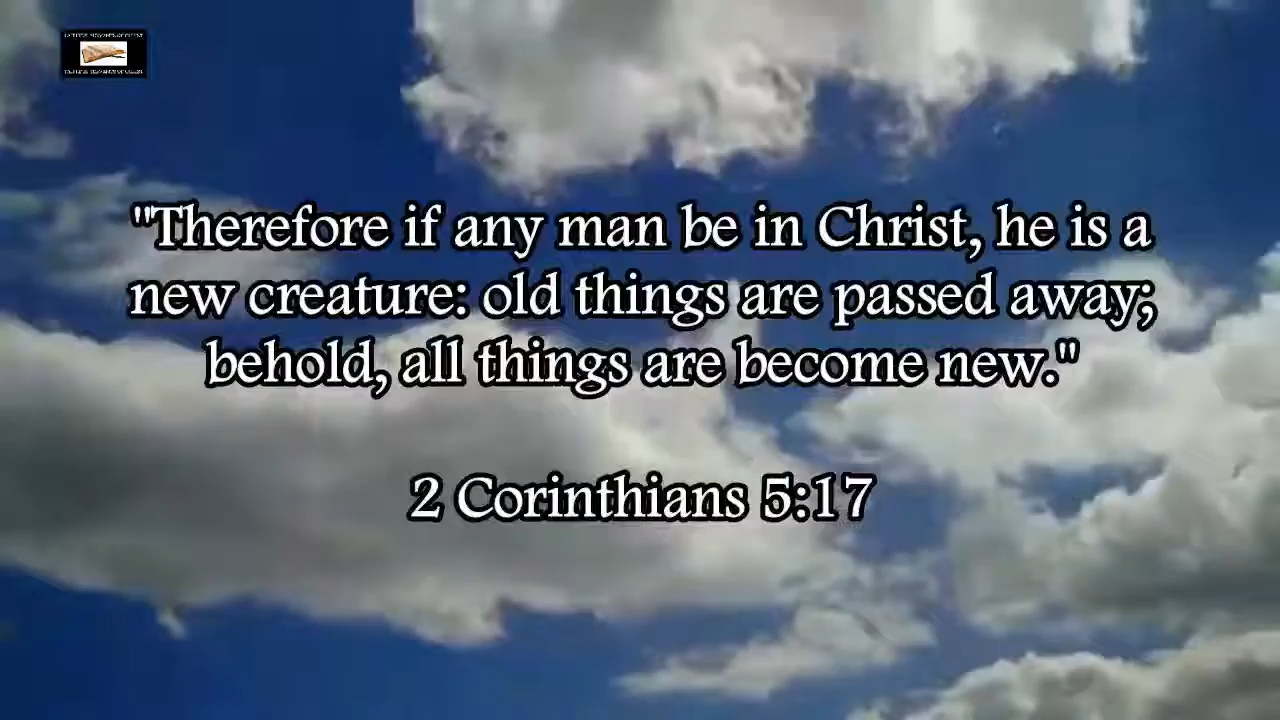 "Therefore if any man be in Christ, he is a
new creature: old things are passed away;
behold, all things are become new."
2 Corinthians 5:17